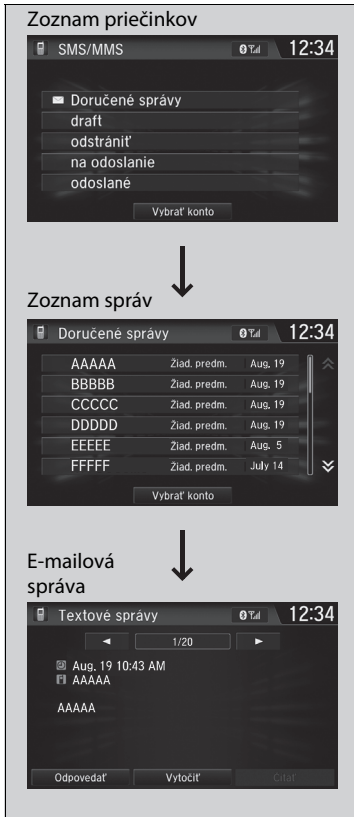 Zoznam priečinkov
SMS/MMS 12:34
Doručené správy
draft
odstrániť
na odoslanie
odoslané
Vybrať konto
Zoznam správ
Doručené správy 12:34
AAAAA Žiad. predm. Aug. 19
BBBBB Žiad. predm. Aug. 19
CCCCC Žiad. predm. Aug. 19
DDDDD Žiad. predm. Aug. 19
EEEEE Žiad. predm. Aug. 5
FFFFF Žiad. predm. July 14
Vybrať konto
E-mailová
správa
Textové správy 12:34
1/20
Aug. 19 10:43 AM
AAAAA
AAAAA
Odpovedať Vytočiť Čítať